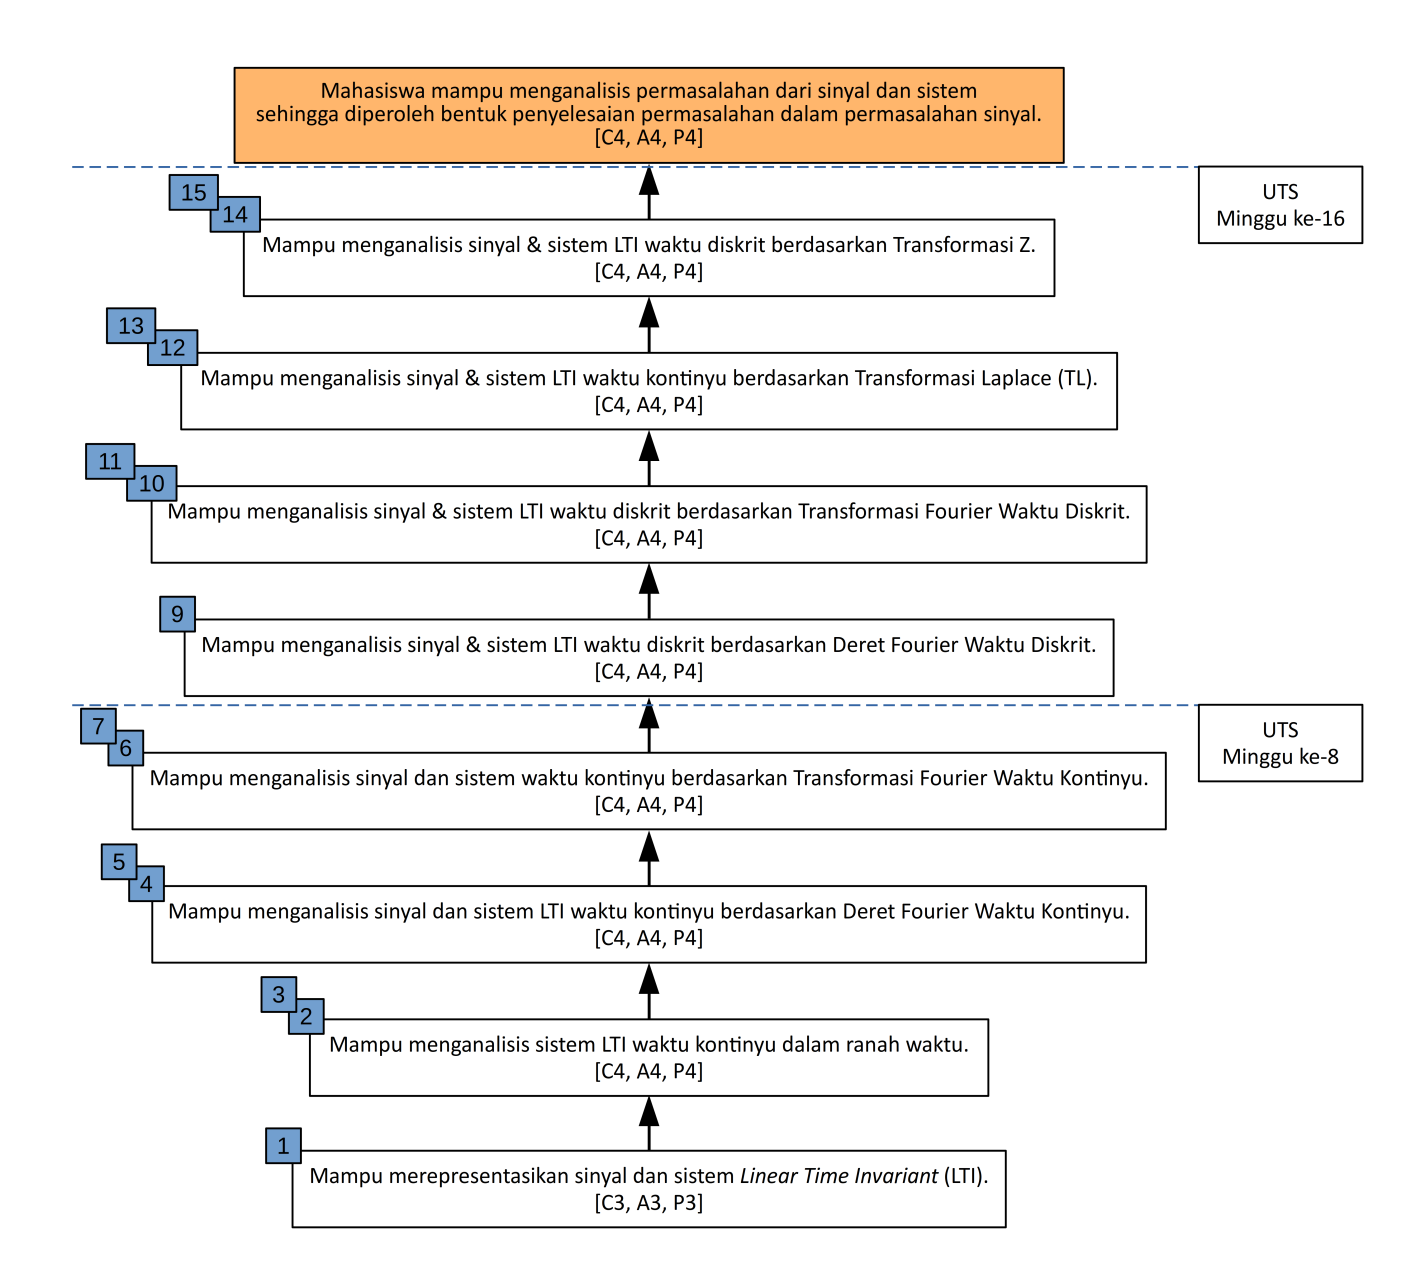 Mahasiswa mampu menganalisis permasalahan dari sinyal dan sistem
sehingga diperoleh bentuk penyelesaian permasalahan dalam permasalahan sinyal.
[C4, A4, P4]
UTS
Minggu ke-16
15
14
Mampu menganalisis sinyal & sistem LTI waktu diskrit berdasarkan Transformasi Z.
[C4, A4, P4]
13
12
Mampu menganalisis sinyal & sistem LTI waktu kontinyu berdasarkan Transformasi Laplace (TL).
[C4, A4, P4]
11
10
Mampu menganalisis sinyal & sistem LTI waktu diskrit berdasarkan Transformasi Fourier Waktu Diskrit.
[C4, A4, P4]
9
Mampu menganalisis sinyal & sistem LTI waktu diskrit berdasarkan Deret Fourier Waktu Diskrit.
[C4, A4, P4]
UTS
Minggu ke-8
7
6
Mampu menganalisis sinyal dan sistem waktu kontinyu berdasarkan Transformasi Fourier Waktu Kontinyu.
[C4, A4, P4]
5
4
Mampu menganalisis sinyal dan sistem LTI waktu kontinyu berdasarkan Deret Fourier Waktu Kontinyu.
[C4, A4, P4]
3
2
Mampu menganalisis sistem LTI waktu kontinyu dalam ranah waktu.
[C4, A4, P4]
1
Mampu merepresentasikan sinyal dan sistem Linear Time Invariant (LTI).
[C3, A3, P3]